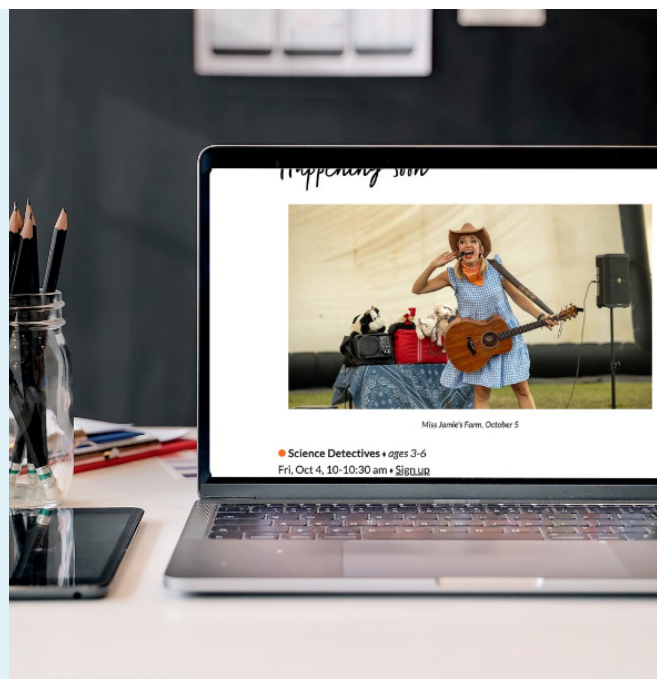 Happening soon
Miss Jamie's Farm, October 5
Science Detectives • ages 3-6
Fri, Oct 4, 10-10:30 am • Sign up